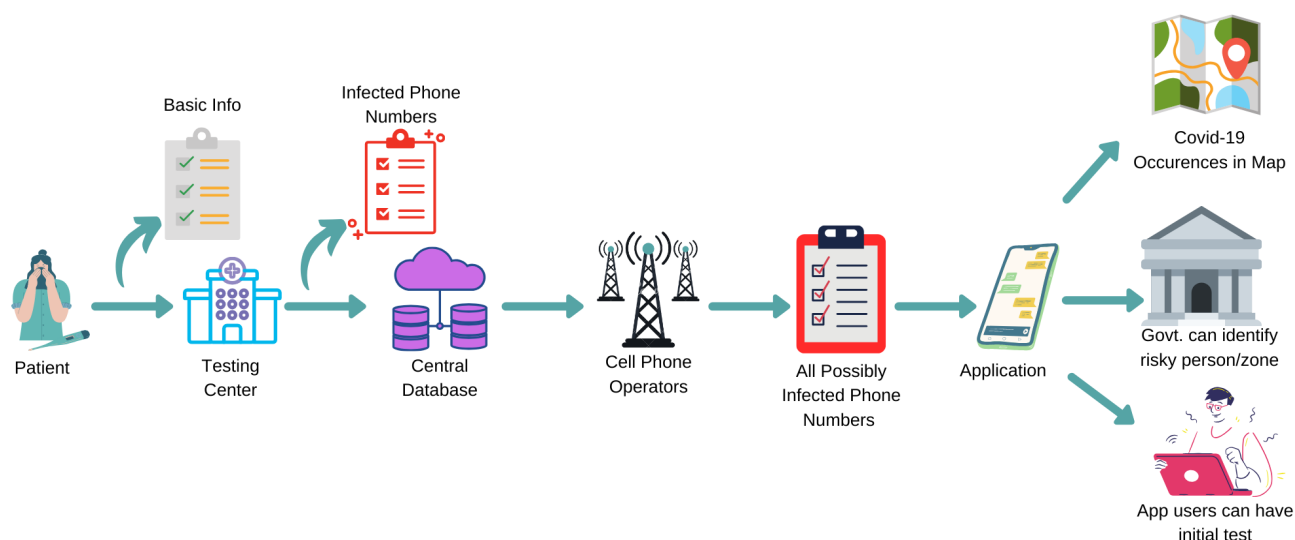 Basic Info
Infected Phone
Numbers
Covid-19
Occurences in Map
Patient
Testing
Center
Central
Database
Cell Phone
Operators
All Possibly
Infected Phone
Numbers
Application
Govt. can identify
risky person/zone
App users can have
initial test